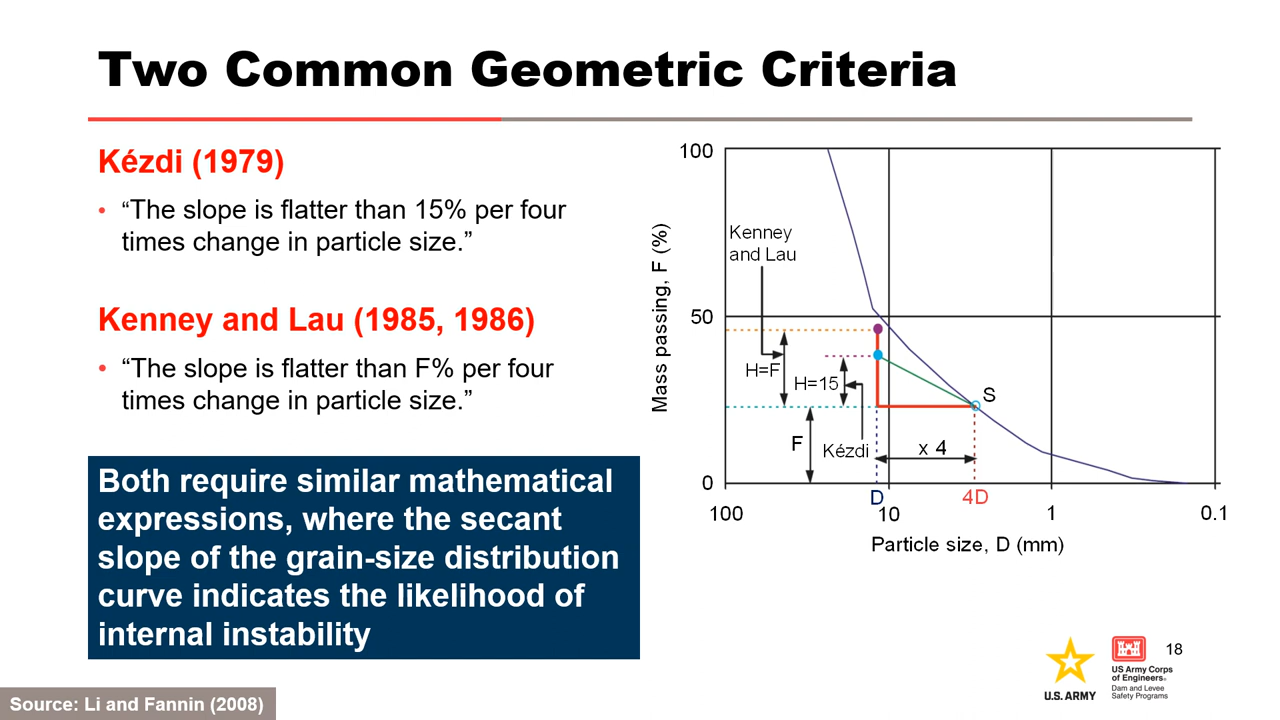 Two Common Geometric Criteria
Kézdi (1979)
• “The slope is flatter than 15% per four
times change in particle size.”
Kenney and Lau (1985, 1986)
• “The slope is flatter than F% per four
times change in particle size.”
Both require similar mathematical
expressions, where the secant
slope of the grain-size distribution
curve indicates the likelihood of
internal instability
Mass passing, F (%)
100
50
0
Kenney
and Lau
H=F
H=15
F
Kézdi
x 4
S
D
4D
100
10
1
0.1
Particle size, D (mm)
U.S. ARMY
US Army Corps
of Engineers®
Dam and Levee
Safety Programs
18
Source: Li and Fannin (2008)